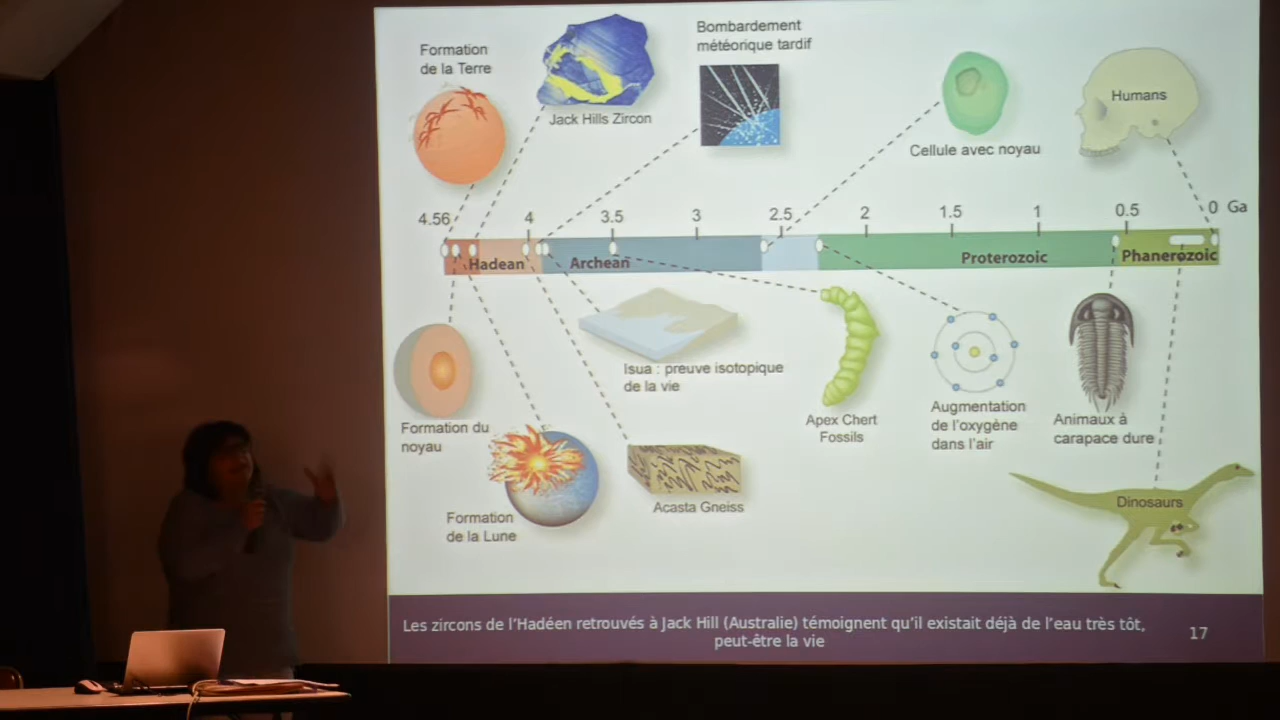 Formation
de la Terre
Jack Hills Zircon
Bombardement
météorique tardif
Cellule avec noyau
Humans
4.56
4
3.5
3
2.5
2
1.5
1
0.5
0 Ga
Hadean
Archean
Proterozoic
Phanerozoic
Formation du
noyau
Formation
de la Lune
Isua : preuve isotopique
de la vie
Acasta Gneiss
Apex Chert
Fossils
Augmentation
de l'oxygène
dans l'air
Animaux à
carapace dure
Dinosaurs
Les zircons de l'Hadéen retrouvés à Jack Hill (Australie) témoignent qu'il existait déjà de l'eau très tôt,
peut-être la vie
17